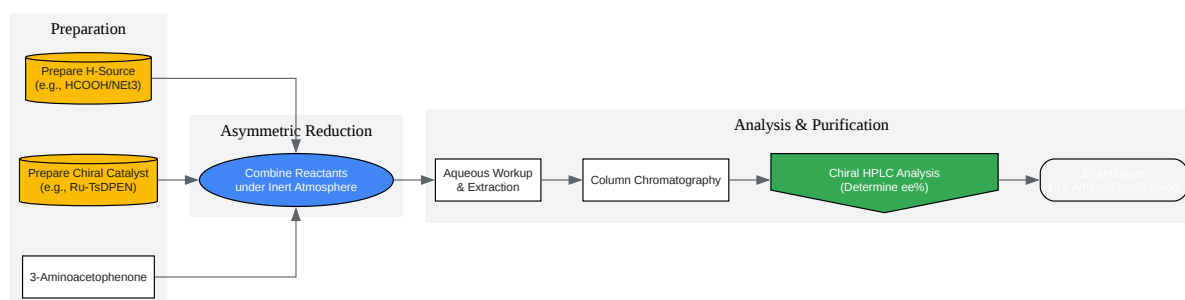 Preparation
Prepare H-Source
(e.g., HCOOH/NEt3)
Prepare Chiral Catalyst
(e.g., Ru-TsDPEN)
3-Aminoacetophenone
Asymmetric Reduction
Combine Reactants
under Inert Atmosphere
Analysis & Purification
Aqueous Workup
& Extraction
Column Chromatography
Chiral HPLC Analysis
(Determine ee%)
Enantiopure